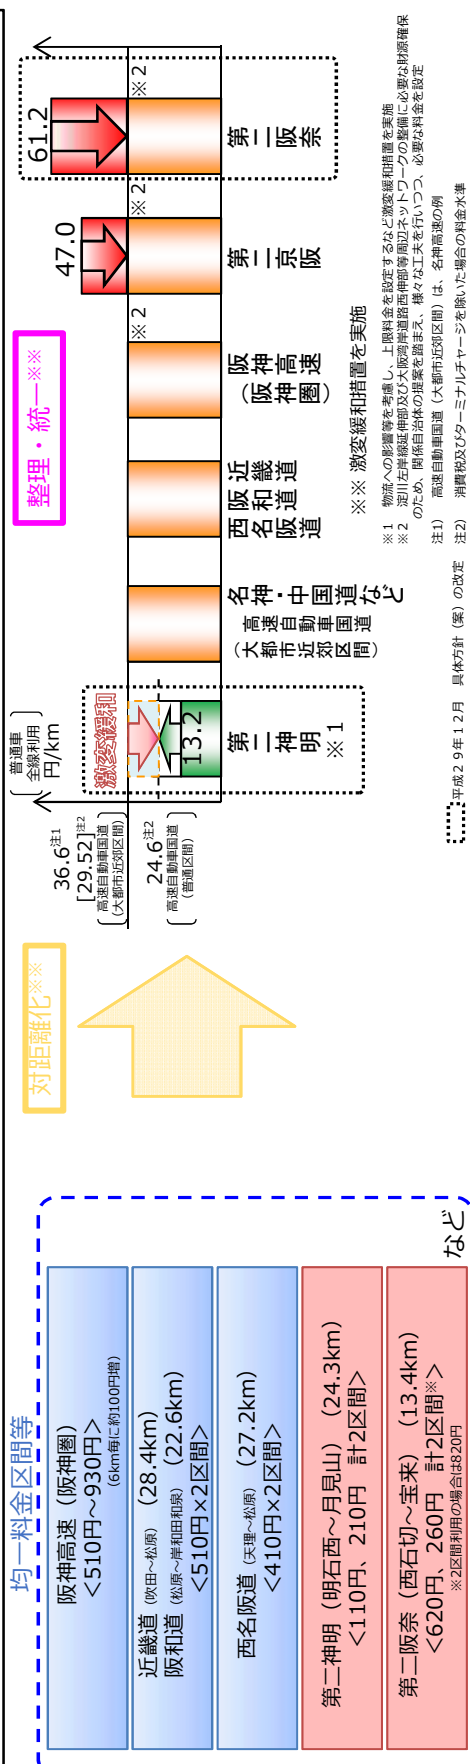 均一料金区間等
阪神高速（阪神圏）
<510円～930円>
（6km毎に約100円増）
近畿道（吹田～松原）（28.4km）
阪和道（松原～岸和田和泉）（22.6km）
<510円×2区間>
西名阪道（天理～松原）（27.2km）
<410円×2区間>
第二神明（明石西～月見山）（24.3km）
<110円、210円　計2区間>
第二阪奈（西石切～宝来）（13.4km）
<620円、260円　計2区間※>
※2区間利用の場合は820円
など
対距離化※※
整理・統一※※
普通車
全線利用
円/km
36.6注1
[29.52]注2
高速自動車国道
（大都市近郊区間）
24.6注2
高速自動車国道
（普通区間）
激変緩和
13.2
第二神明
※1
名神・中国道など
高速自動車国道
（大都市近郊区間）
近畿道
阪和道
西名阪道
※2
阪神高速
（阪神圏）
47.0
※2
第二京阪
61.2
※2
第二阪奈
※※ 激変緩和措置を実施
※1　物流への影響等を考慮し、上限料金を設定するなど激変緩和措置を実施
※2　淀川左岸線延伸部及び大阪湾岸道路西伸部等周辺ネットワークの整備に必要な財源確保
のため、関係自治体の提案を踏まえ、様々な工夫を行いつつ、必要な料金を設定
注1）　高速自動車国道（大都市近郊区間）は、名神高速の例
注2）　消費税及びターミナルチャージを除いた場合の料金水準
平成29年12月　具体方針（案）の改定